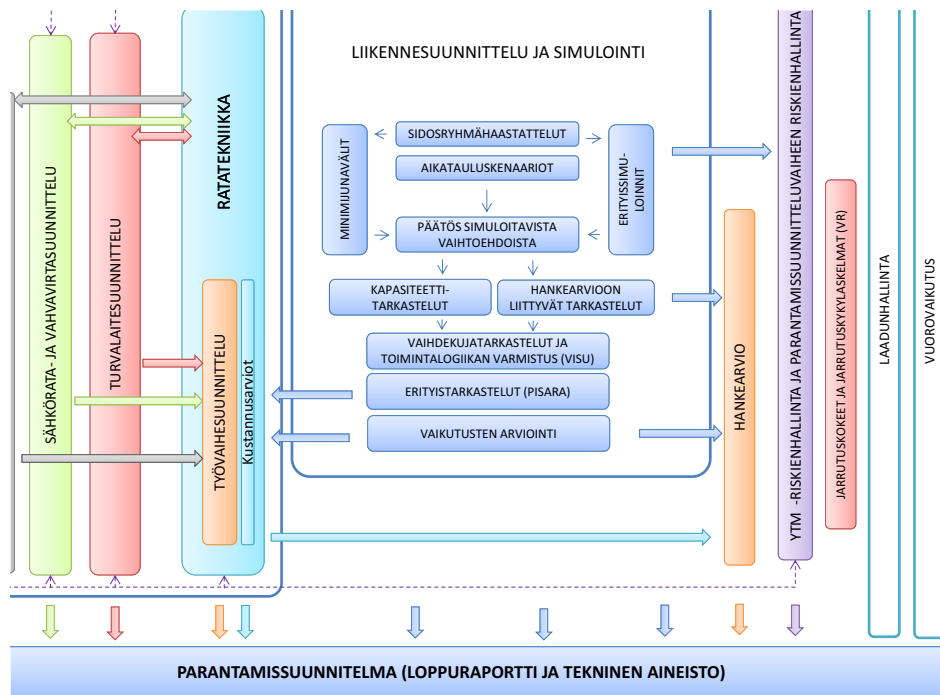 LIIKENNESUUNNITTELU JA SIMULOINTI
SÄHKÖRATA- JA VAHVAVIRTASUUNNITTELU
TURVALAITESUUNNITTELU
RATATEKNIIKKA
TYÖVAIHESUUNNITTELU
Kustannusarviot
MINIMIJUNAVÄLIT
SIDOSRYHMÄHAASTATTELUT
AIKATAULUSKENAARIOT
ERITYISSIMU-
LOINNIT
PÄÄTÖS SIMULOITAVISTA
VAIHTOEHDOISTA
KAPASITEETTI-
TARKASTELUT
HANKEARVIOON
LIITTYVÄT TARKASTELUT
VAIHDEKUJATARKASTELUT JA
TOIMINTALOGIIKAN VARMISTUS (VISU)
ERITYISTARKASTELUT (PISARA)
VAIKUTUSTEN ARVIOINTI
HANKEARVIO
YTM -RISKIENHALLINTA JA PARANTAMISSUUNNITTELUVAIHEEN RISKIENHALLINTA
JARRUTUSKOKEET JA JARRUTUSKYKYLASKELMAT (VR)
LAADUNHALLINTA
VUOROVAIKUTUS
PARANTAMISSUUNNITELMA (LOPPURAPORTTI JA TEKNINEN AINEISTO)